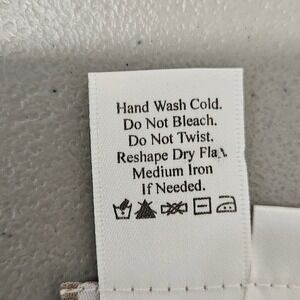 Hand Wash Cold.
Do Not Bleach.
Do Not Twist.
Reshape Dry Flat.
Medium Iron
If Needed.